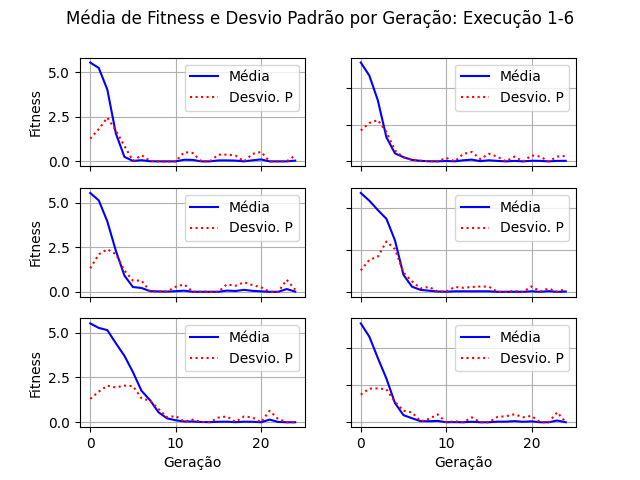 Média de Fitness e Desvio Padrão por Geração: Execução 1-6
5.0
2.5
0.0
Fitness
Média
Desvio. P
Média
Desvio. P
5.0
2.5
0.0
Fitness
Média
Desvio. P
Média
Desvio. P
5.0
2.5
0.0
Fitness
Média
Desvio. P
0 10 20
Geração
Média
Desvio. P
0 10 20
Geração